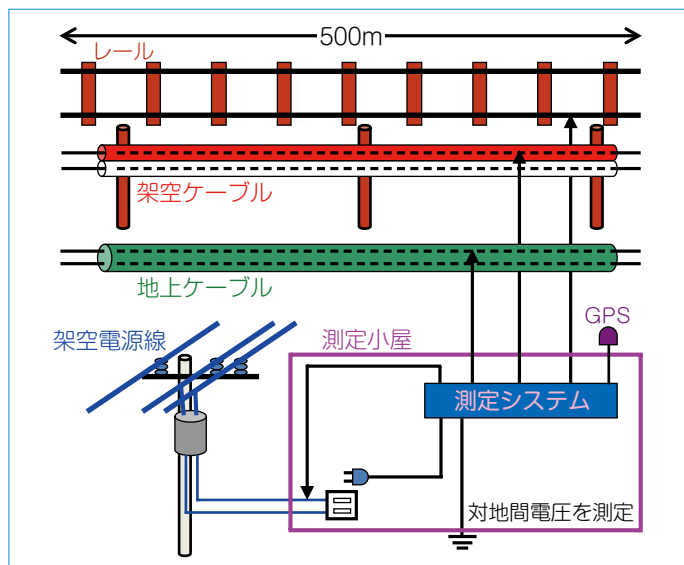 500m
レール
架空ケーブル
地上ケーブル
架空電源線
測定小屋
GPS
測定システム
対地間電圧を測定